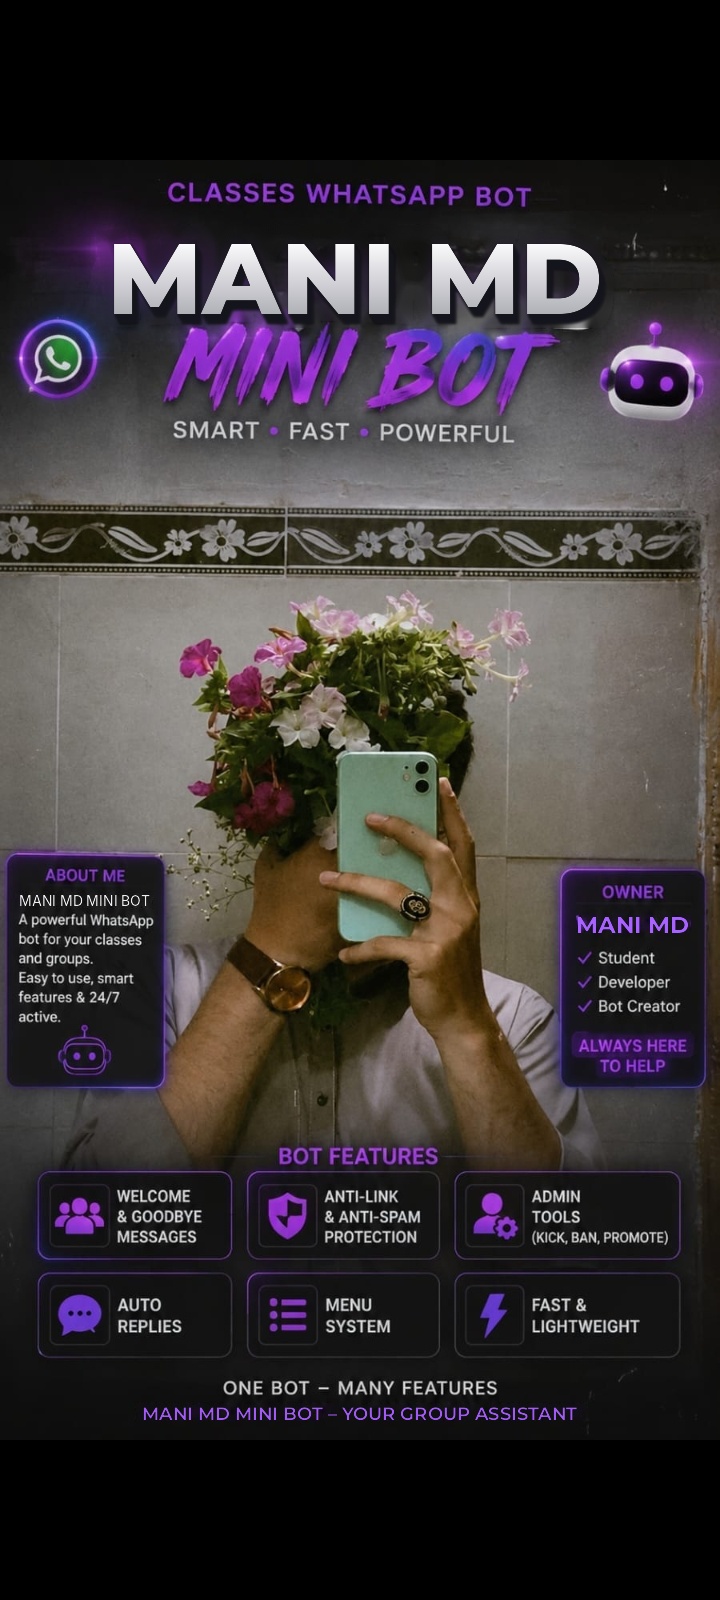 CLASSES WHATSAPP BOT
MANI MD
MINI BOT
SMART • FAST • POWERFUL
ABOUT ME
MANI MD MINI BOT
A powerful WhatsApp
bot for your classes
and groups.
Easy to use, smart
features & 24/7
active.
OWNER
MANI MD
✓ Student
✓ Developer
✓ Bot Creator
ALWAYS HERE
TO HELP
BOT FEATURES
WELCOME
& GOODBYE
MESSAGES
ANTI-LINK
& ANTI-SPAM
PROTECTION
ADMIN
TOOLS
(KICK, BAN, PROMOTE)
AUTO
REPLIES
MENU
SYSTEM
FAST &
LIGHTWEIGHT
ONE BOT – MANY FEATURES
MANI MD MINI BOT – YOUR GROUP ASSISTANT